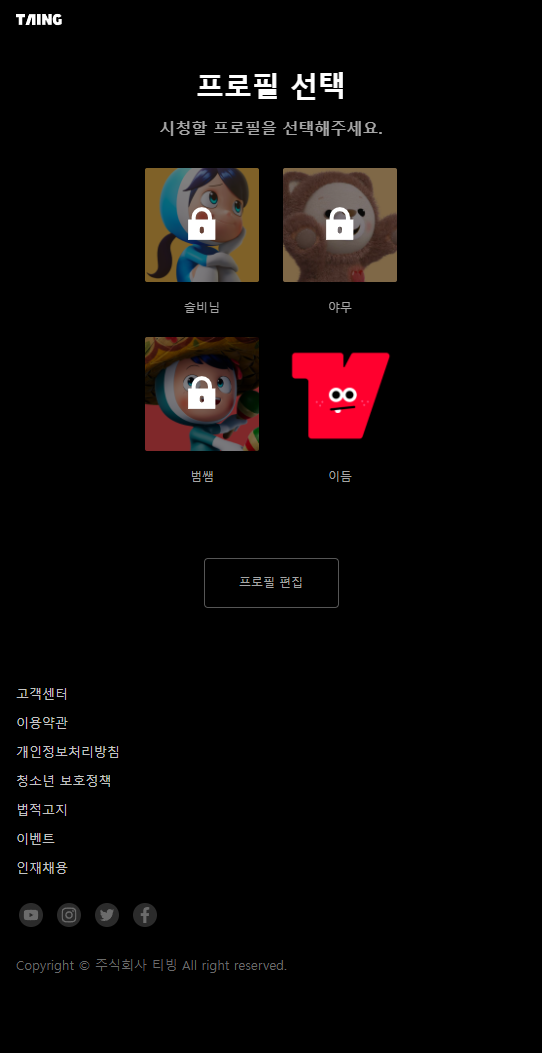 TAING
프로필 선택
시청할 프로필을 선택해주세요.
슬비님
야무
범쌤
이듬
프로필 편집
고객센터
이용약관
개인정보처리방침
청소년 보호정책
법적고지
이벤트
인재채용
Copyright © 주식회사 티빙 All right reserved.